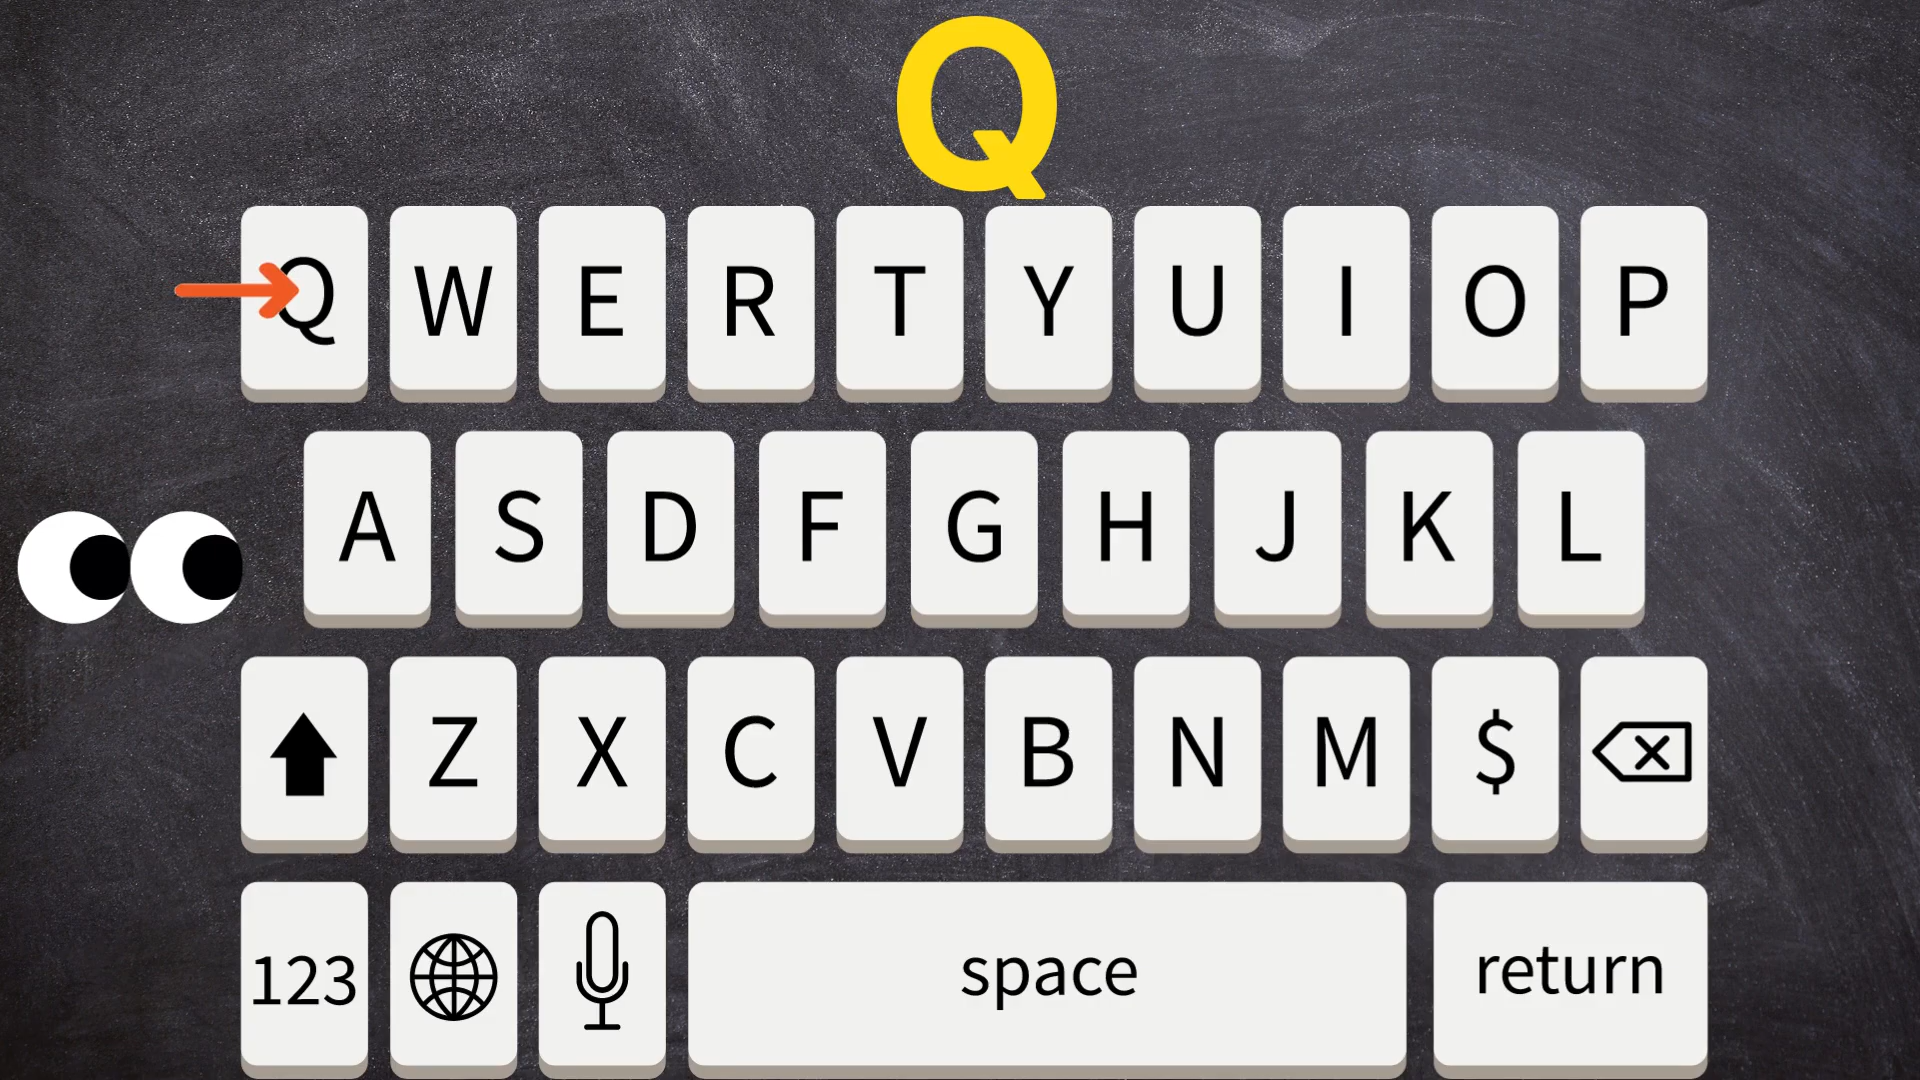 Q
Q W E R T Y U I O P
A S D F G H J K L
Z X C V B N M $
123 space return